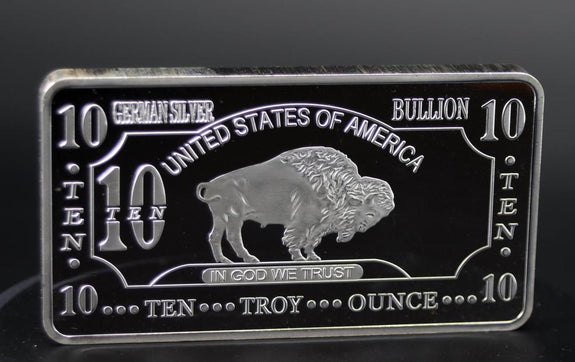 10 GERMAN SILVER BULLION 10
UNITED STATES OF AMERICA
TEN
10
TEN
TEN
IN GOD WE TRUST
10 ••• TEN ••• TROY ••• OUNCE ••• 10